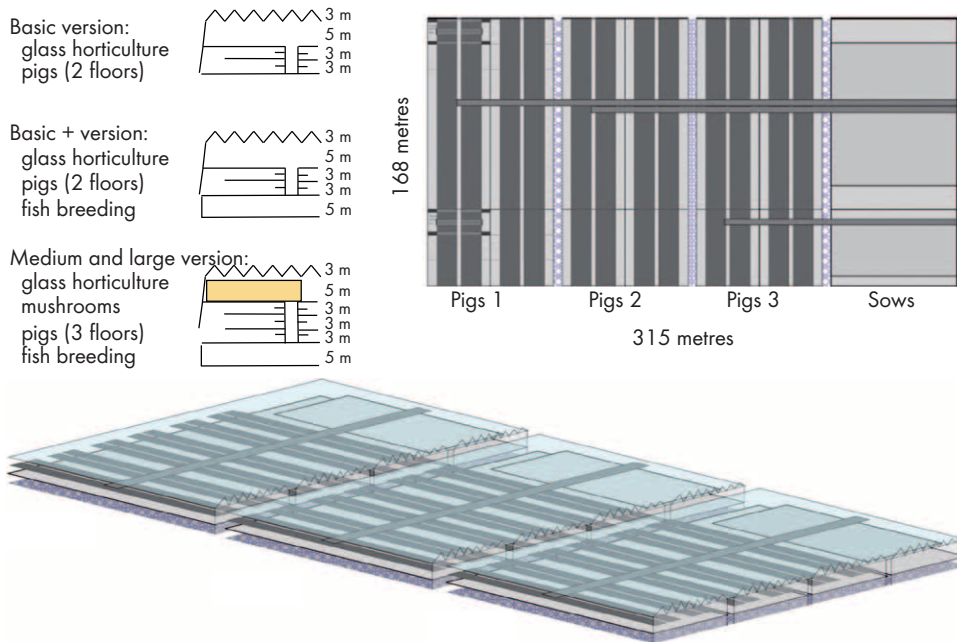 Basic version:
glass horticulture
pigs (2 floors)
3 m
5 m
3 m
3 m
Basic + version:
glass horticulture
pigs (2 floors)
fish breeding
3 m
5 m
3 m
3 m
5 m
Medium and large version:
glass horticulture
mushrooms
pigs (3 floors)
fish breeding
3 m
5 m
3 m
3 m
3 m
5 m
168 metres
Pigs 1 Pigs 2 Pigs 3 Sows
315 metres